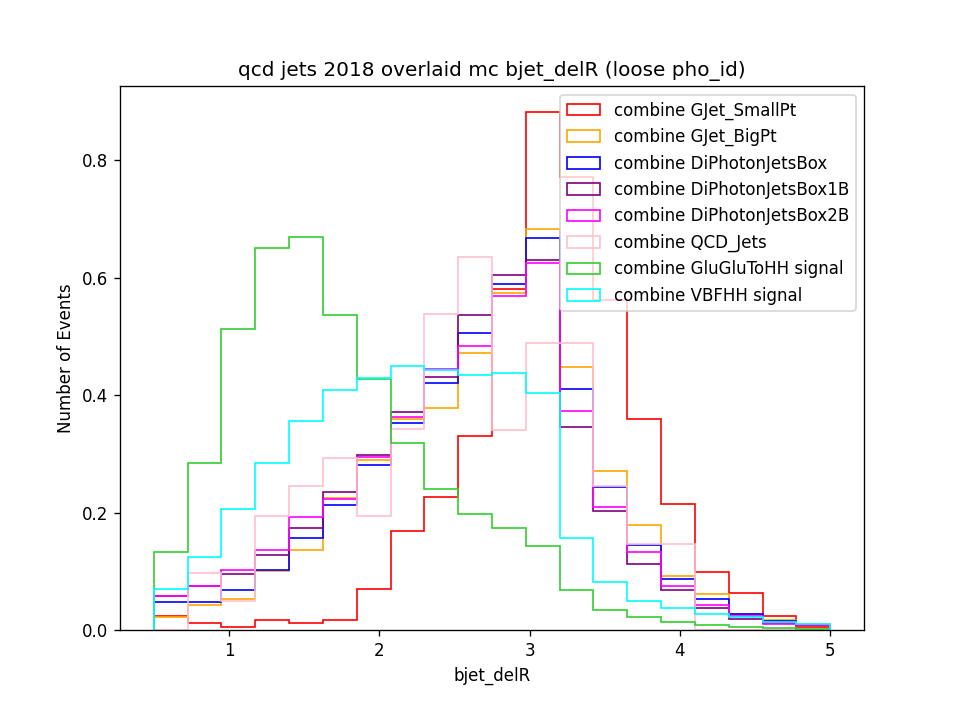 qcd jets 2018 overlaid mc bjet_delR (loose pho_id)
combine GJet_SmallPt
combine GJet_BigPt
combine DiPhotonJetsBox
combine DiPhotonJetsBox1B
combine DiPhotonJetsBox2B
combine QCD_Jets
combine GluGluToHH signal
combine VBFHH signal
Number of Events
0.8
0.6
0.4
0.2
0.0
1 2 3 4 5
bjet_delR